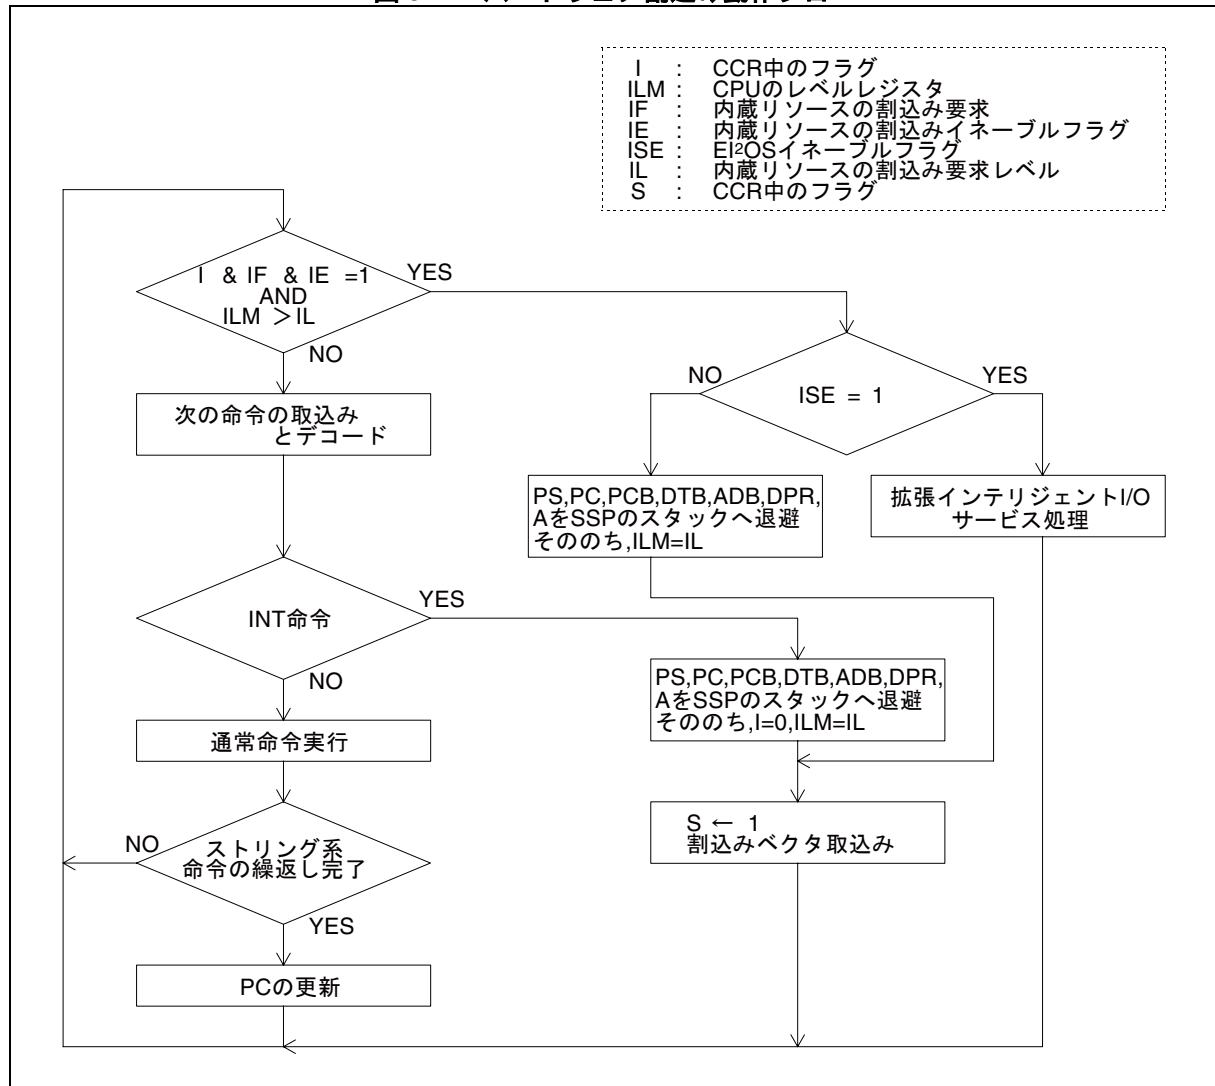 I : CCR中のフラグ
ILM : CPUのレベルレジスタ
IF : 内蔵リソースの割込み要求
IE : 内蔵リソースの割込みイネーブルフラグ
ISE : EI²OSイネーブルフラグ
IL : 内蔵リソースの割込み要求レベル
S : CCR中のフラグ
I & IF & IE =1
AND
ILM >IL
YES
NO
ISE = 1
NO
YES
次の命令の取込み
とデコード
PS,PC,PCB,DTB,ADB,DPR,
AをSSPのスタックへ退避
そののち,ILM=IL
拡張インテリジェントI/O
サービス処理
INT命令
YES
NO
PS,PC,PCB,DTB,ADB,DPR,
AをSSPのスタックへ退避
そののち,I=0,ILM=IL
通常命令実行
S ← 1
割込みベクタ取込み
ストリング系
命令の繰返し完了
NO
YES
PCの更新